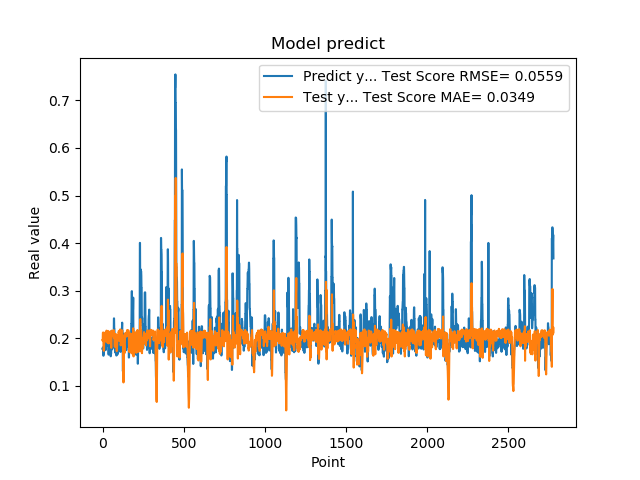 Model predict
Predict y... Test Score RMSE= 0.0559
Test y... Test Score MAE= 0.0349
Real value
0.7
0.6
0.5
0.4
0.3
0.2
0.1
0 500 1000 1500 2000 2500
Point